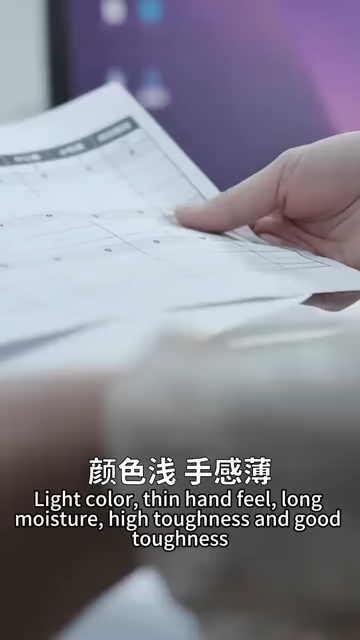 颜色浅 手感薄
Light color, thin hand feel, long
moisture, high toughness and good
toughness